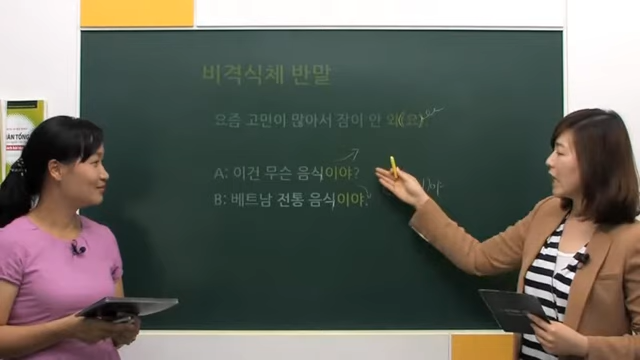 비격식체 반말
요즘 고민이 많아서 잠이 안 와(요).
A: 이건 무슨 음식이야?
B: 베트남 전통 음식이야.